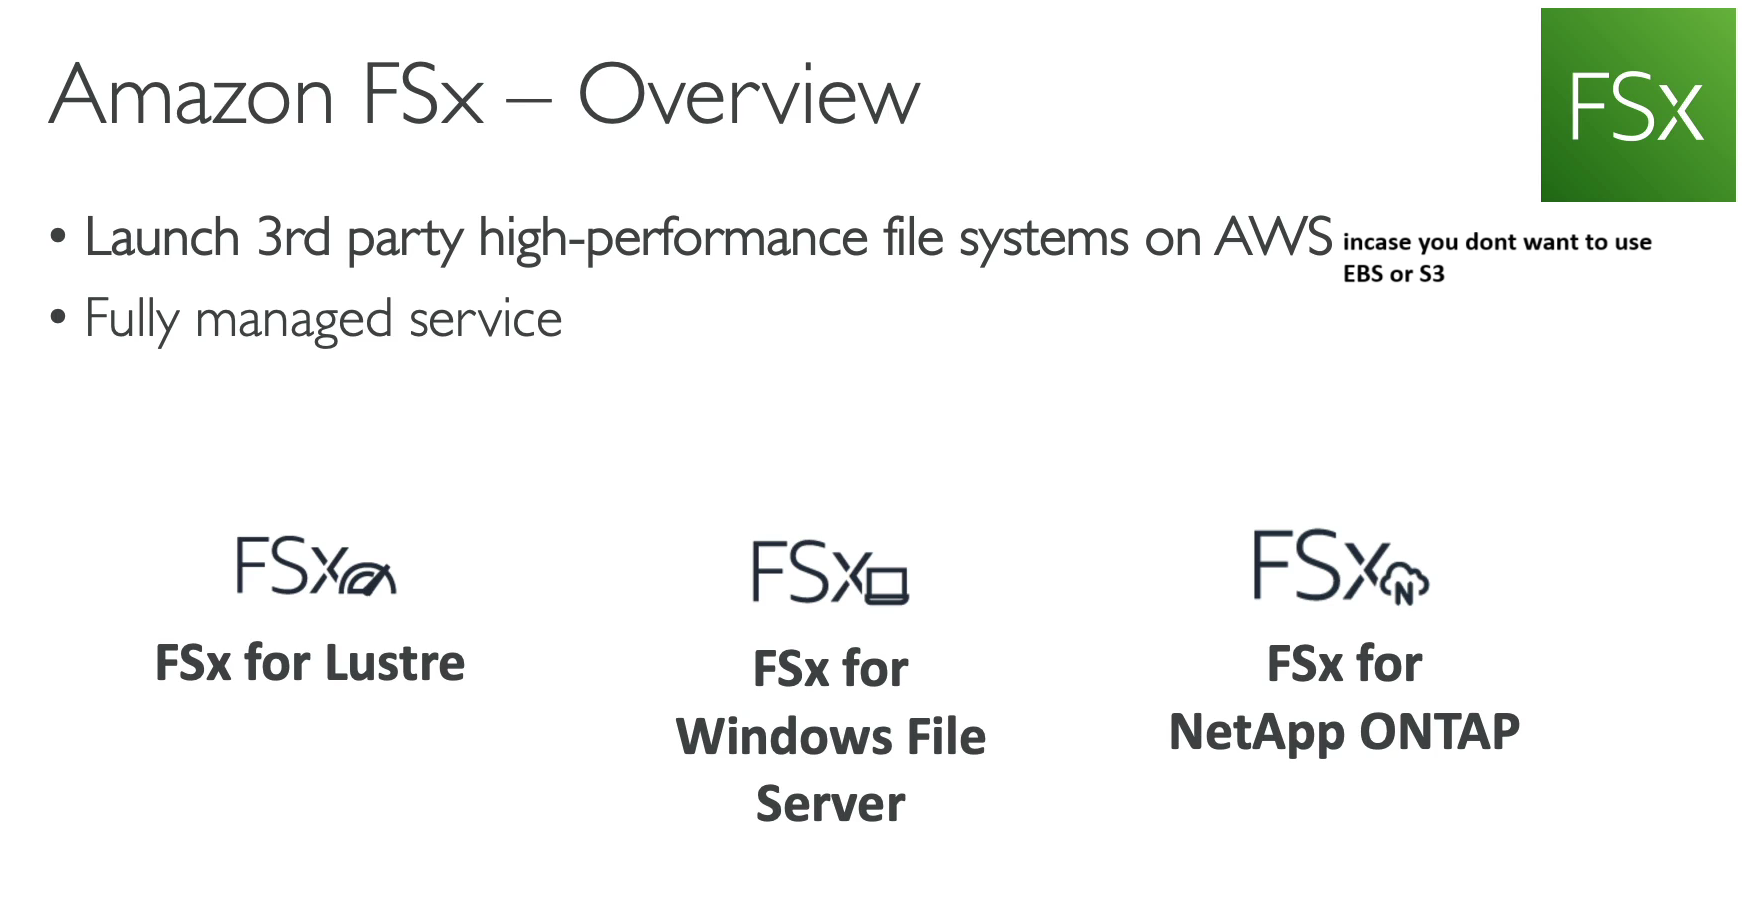 Amazon FSx – Overview
FSx
• Launch 3rd party high-performance file systems on AWS incase you dont want to use
EBS or S3
• Fully managed service
FSx
FSx
FSx N
FSx for Lustre
FSx for
Windows File
Server
FSx for
NetApp ONTAP